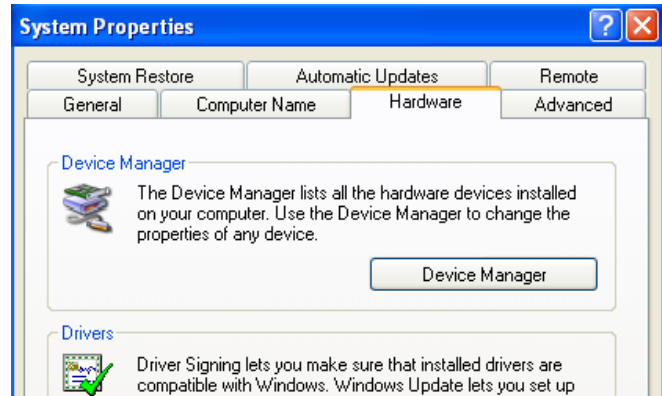 System Properties
System Restore Automatic Updates Remote
General Computer Name Hardware Advanced
Device Manager
The Device Manager lists all the hardware devices installed
on your computer. Use the Device Manager to change the
properties of any device.
Device Manager
Drivers
Driver Signing lets you make sure that installed drivers are
compatible with Windows. Windows Update lets you set up